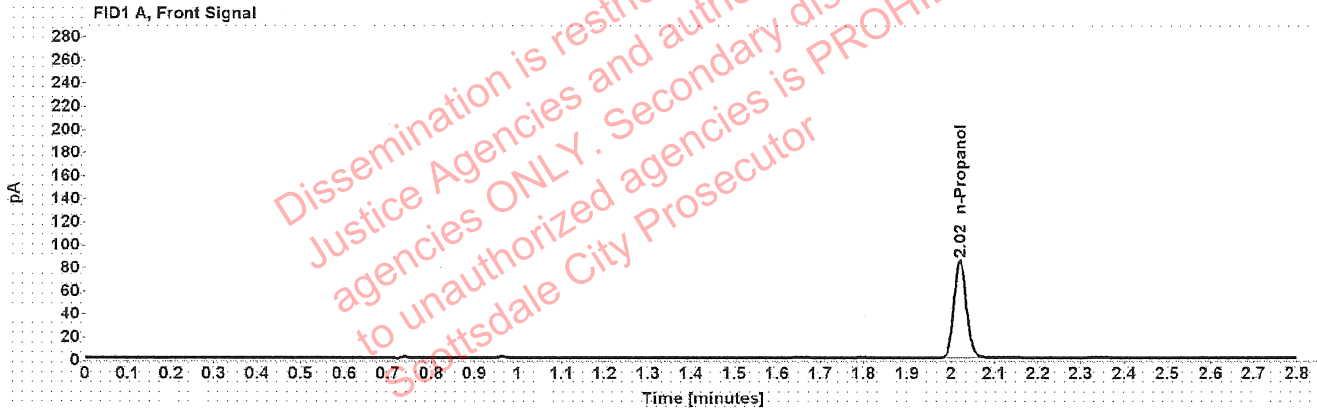 FID1 A, Front Signal
280
260
240
220
200
180
160
140
120
100
80
60
40
20
0
pA
2.02 n-Propanol
0 0.1 0.2 0.3 0.4 0.5 0.6 0.7 0.8 0.9 1 1.1 1.2 1.3 1.4 1.5 1.6 1.7 1.8 1.9 2 2.1 2.2 2.3 2.4 2.5 2.6 2.7 2.8
Time [minutes]
Dissemination is
Justice Agencies and
agencies ONLY. Secondary
to unauthorized agencies is
Scottsdale City Prosecutor